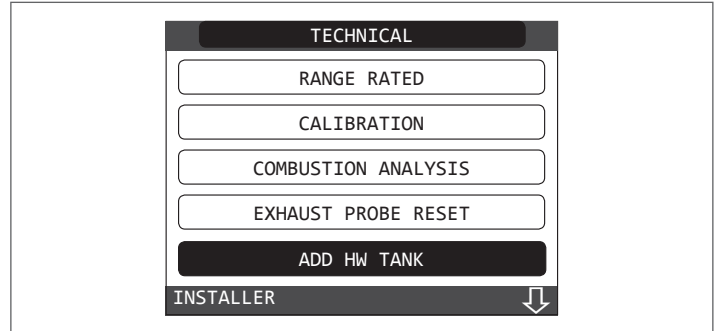 TECHNICAL
RANGE RATED
CALIBRATION
COMBUSTION ANALYSIS
EXHAUST PROBE RESET
ADD HW TANK
INSTALLER